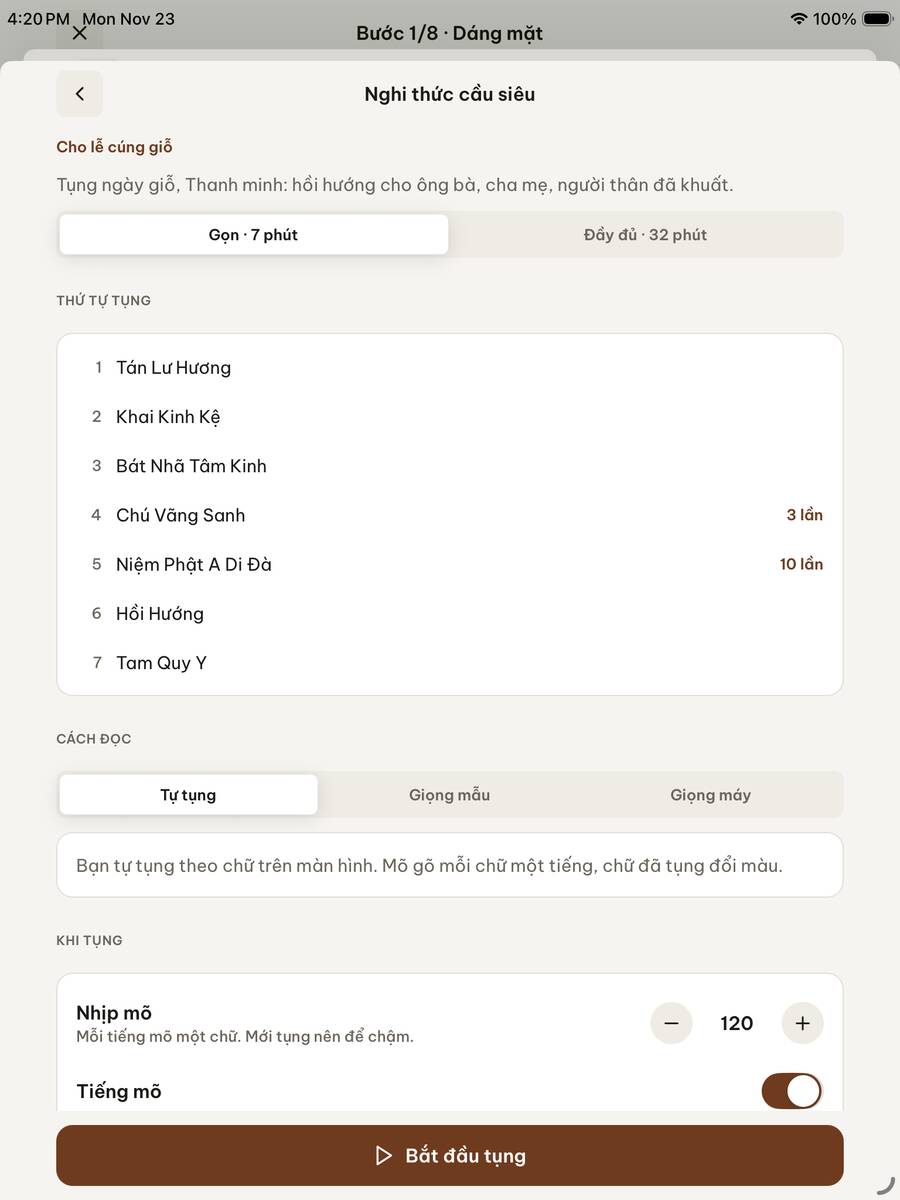 4:20 PM Mon Nov 23
100%
Bước 1/8 · Dáng mặt
Nghi thức cầu siêu
Cho lễ cúng giỗ
Tụng ngày giỗ, Thanh minh: hồi hướng cho ông bà, cha mẹ, người thân đã khuất.
Gọn · 7 phút
Đầy đủ · 32 phút
THỨ TỰ TỤNG
1 Tán Lư Hương
2 Khai Kinh Kệ
3 Bát Nhã Tâm Kinh
4 Chú Vãng Sanh 3 lần
5 Niệm Phật A Di Đà 10 lần
6 Hồi Hướng
7 Tam Quy Y
CÁCH ĐỌC
Tự tụng
Giọng mẫu
Giọng máy
Bạn tự tụng theo chữ trên màn hình. Mõ gõ mỗi chữ một tiếng, chữ đã tụng đổi màu.
KHI TỤNG
Nhịp mõ
Mỗi tiếng mõ một chữ. Mới tụng nên để chậm.
− 120 +
Tiếng mõ
Bắt đầu tụng